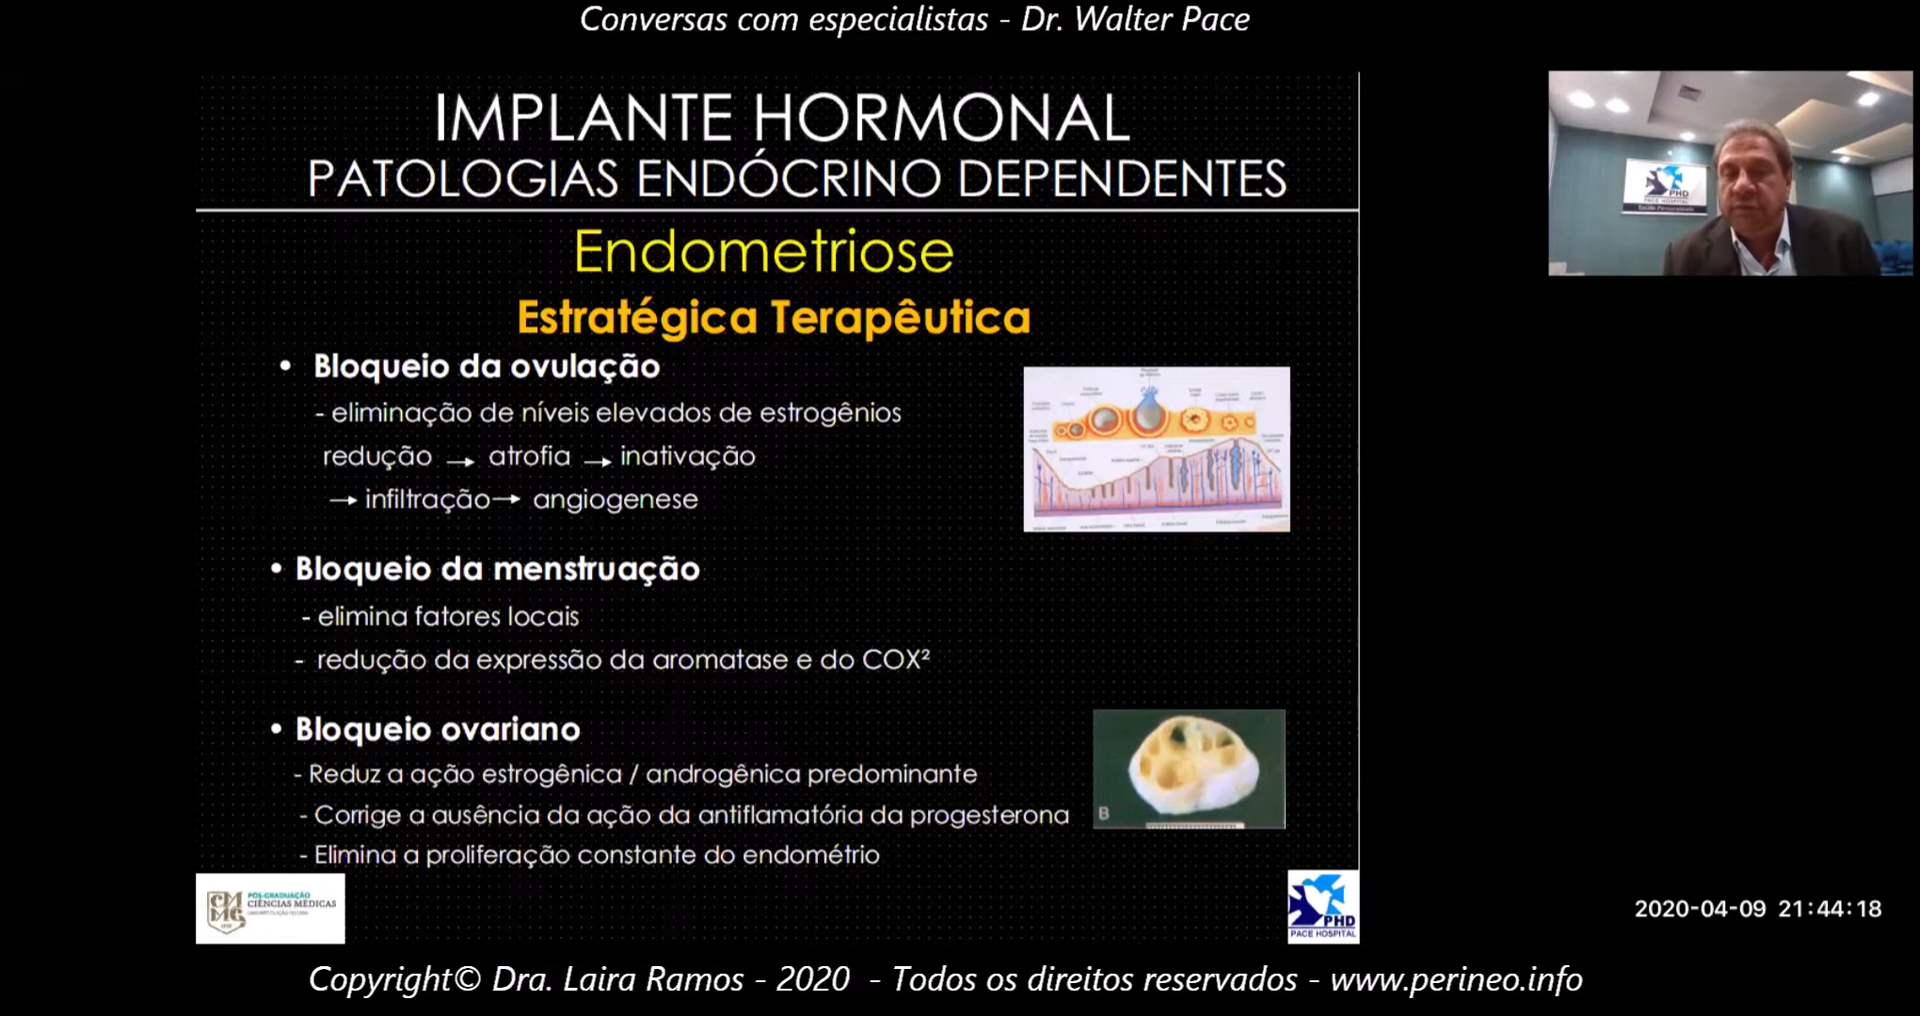 Conversas com especialistas - Dr. Walter Pace
IMPLANTE HORMONAL
PATOLOGIAS ENDÓCRINO DEPENDENTES
Endometriose
Estratégica Terapêutica
• Bloqueio da ovulação
- eliminação de níveis elevados de estrogênios
redução → atrofia → inativação
→ infiltração → angiogenese
• Bloqueio da menstruação
- elimina fatores locais
- redução da expressão da aromatase e do COX²
• Bloqueio ovariano
- Reduz a ação estrogênica / androgênica predominante
- Corrige a ausência da ação da antiflamatória da progesterona
- Elimina a proliferação constante do endométrio
B
PHD
PACE HOSPITAL
CMMG
PÓS-GRADUAÇÃO
CIÊNCIAS MÉDICAS
PHD
PACE HOSPITAL
2020-04-09 21:44:18
Copyright© Dra. Laira Ramos - 2020 - Todos os direitos reservados - www.perineo.info